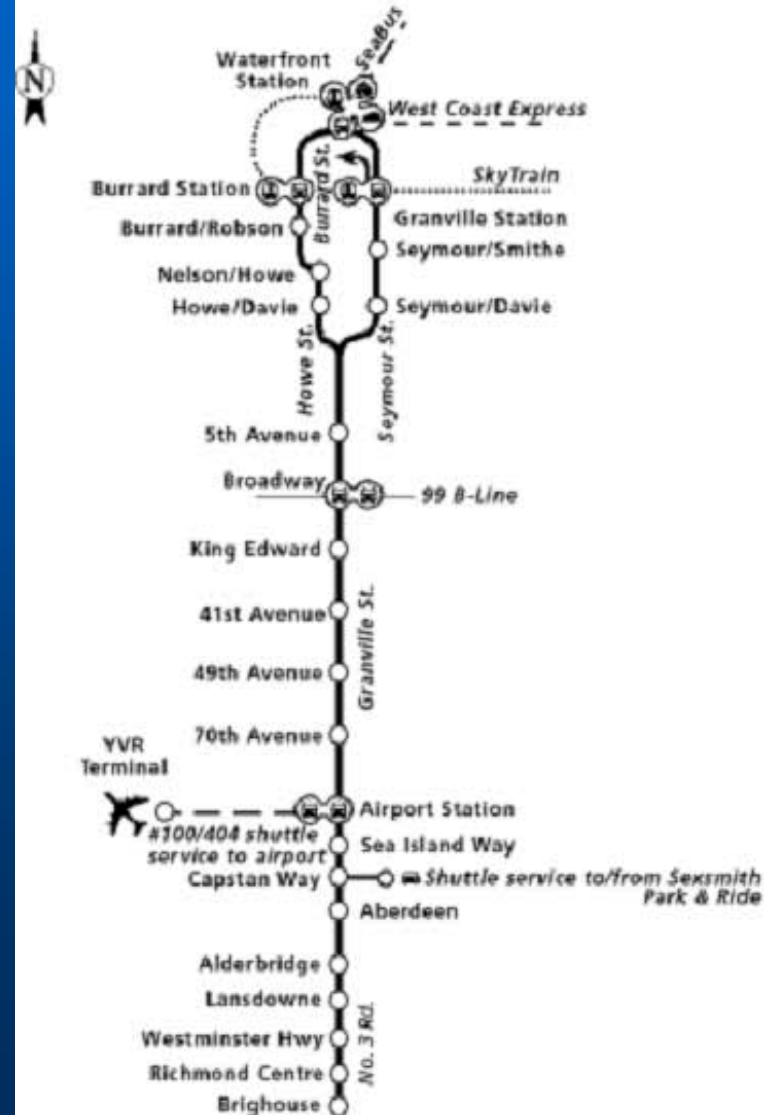 N
SeaBus
Waterfront
Station
West Coast Express
Burrard St.
SkyTrain
Burrard Station
Granville Station
Burrard/Robson
Seymour/Smithe
Nelson/Howe
Howe/Davie
Seymour/Davie
Howe St.
Seymour St.
5th Avenue
Broadway
99 B-Line
King Edward
41st Avenue
Granville St.
49th Avenue
70th Avenue
YVR
Terminal
Airport Station
#100/404 shuttle
service to airport
Sea Island Way
Capstan Way
Shuttle service to/from Sexsmith
Park & Ride
Aberdeen
Alderbridge
Lansdowne
Westminster Hwy
No. 3 Rd.
Richmond Centre
Brighouse